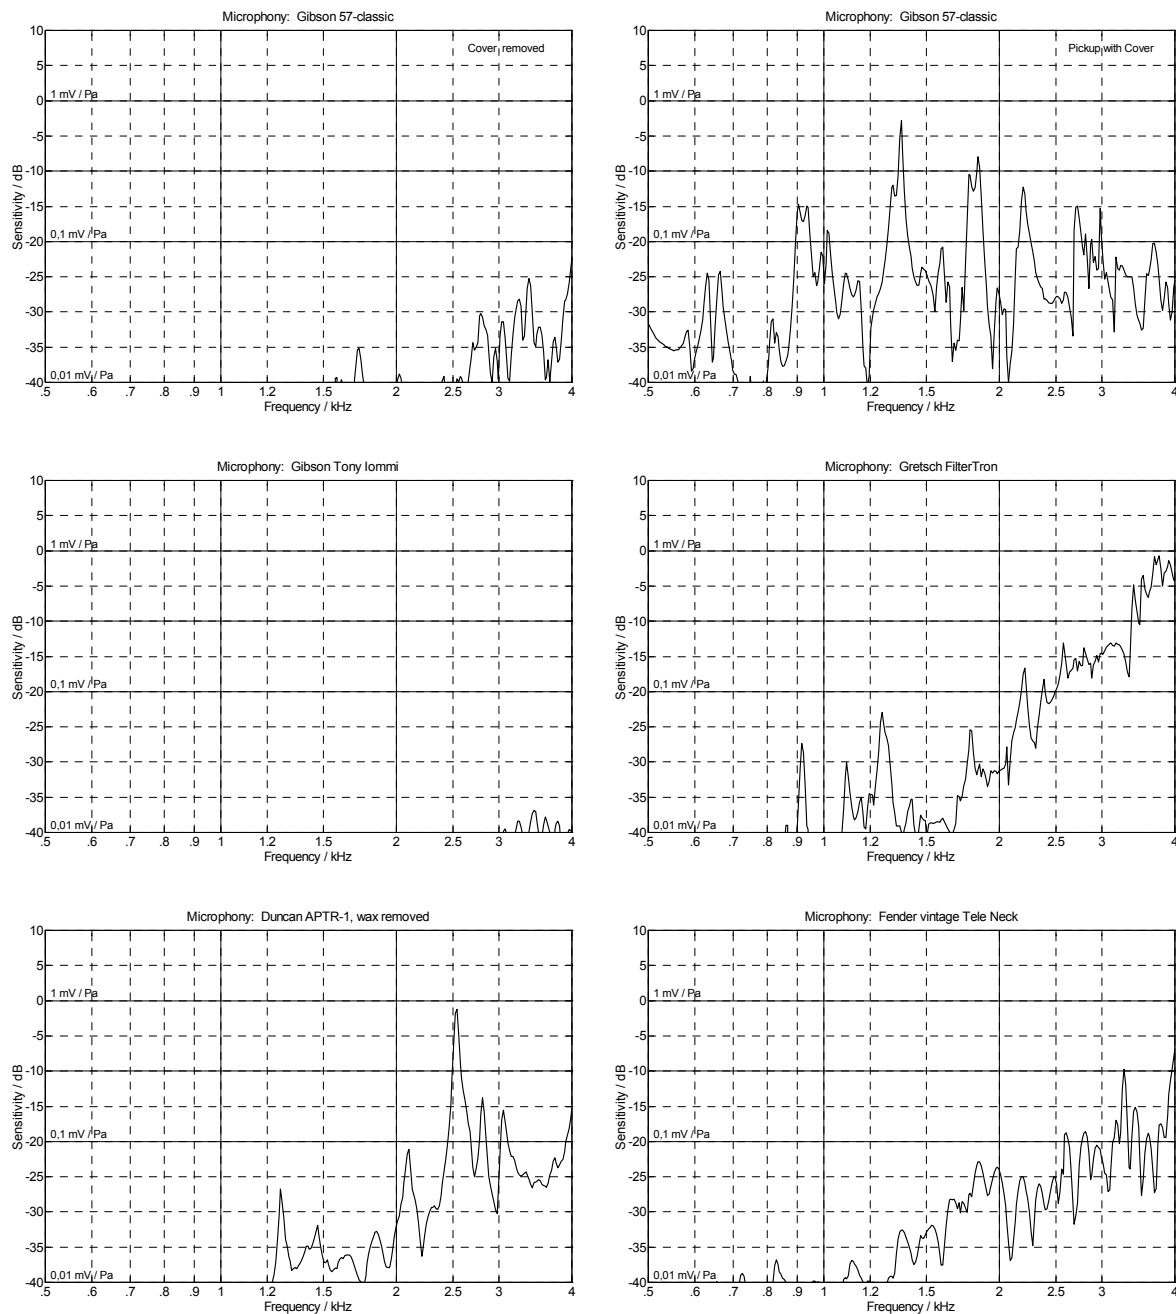 Microphony: Gibson 57-classic
Cover removed
10
5
1 mV / Pa
0
-5
-10
-15
0,1 mV / Pa
-20
-25
-30
-35
0,01 mV / Pa
-40
Sensitivity / dB
.5 .6 .7 .8 .9 1 1.2 1.5 2 2.5 3 4
Frequency / kHz
Microphony: Gibson 57-classic
Pickup with Cover
10
5
1 mV / Pa
0
-5
-10
-15
0,1 mV / Pa
-20
-25
-30
-35
0,01 mV / Pa
-40
Sensitivity / dB
.5 .6 .7 .8 .9 1 1.2 1.5 2 2.5 3 4
Frequency / kHz
Microphony: Gibson Tony Iommi
10
5
1 mV / Pa
0
-5
-10
-15
0,1 mV / Pa
-20
-25
-30
-35
0,01 mV / Pa
-40
Sensitivity / dB
.5 .6 .7 .8 .9 1 1.2 1.5 2 2.5 3 4
Frequency / kHz
Microphony: Gretsch FilterTron
10
5
1 mV / Pa
0
-5
-10
-15
0,1 mV / Pa
-20
-25
-30
-35
0,01 mV / Pa
-40
Sensitivity / dB
.5 .6 .7 .8 .9 1 1.2 1.5 2 2.5 3 4
Frequency / kHz
Microphony: Duncan APTR-1, wax removed
10
5
1 mV / Pa
0
-5
-10
-15
0,1 mV / Pa
-20
-25
-30
-35
0,01 mV / Pa
-40
Sensitivity / dB
.5 .6 .7 .8 .9 1 1.2 1.5 2 2.5 3 4
Frequency / kHz
Microphony: Fender vintage Tele Neck
10
5
1 mV / Pa
0
-5
-10
-15
0,1 mV / Pa
-20
-25
-30
-35
0,01 mV / Pa
-40
Sensitivity / dB
.5 .6 .7 .8 .9 1 1.2 1.5 2 2.5 3 4
Frequency / kHz